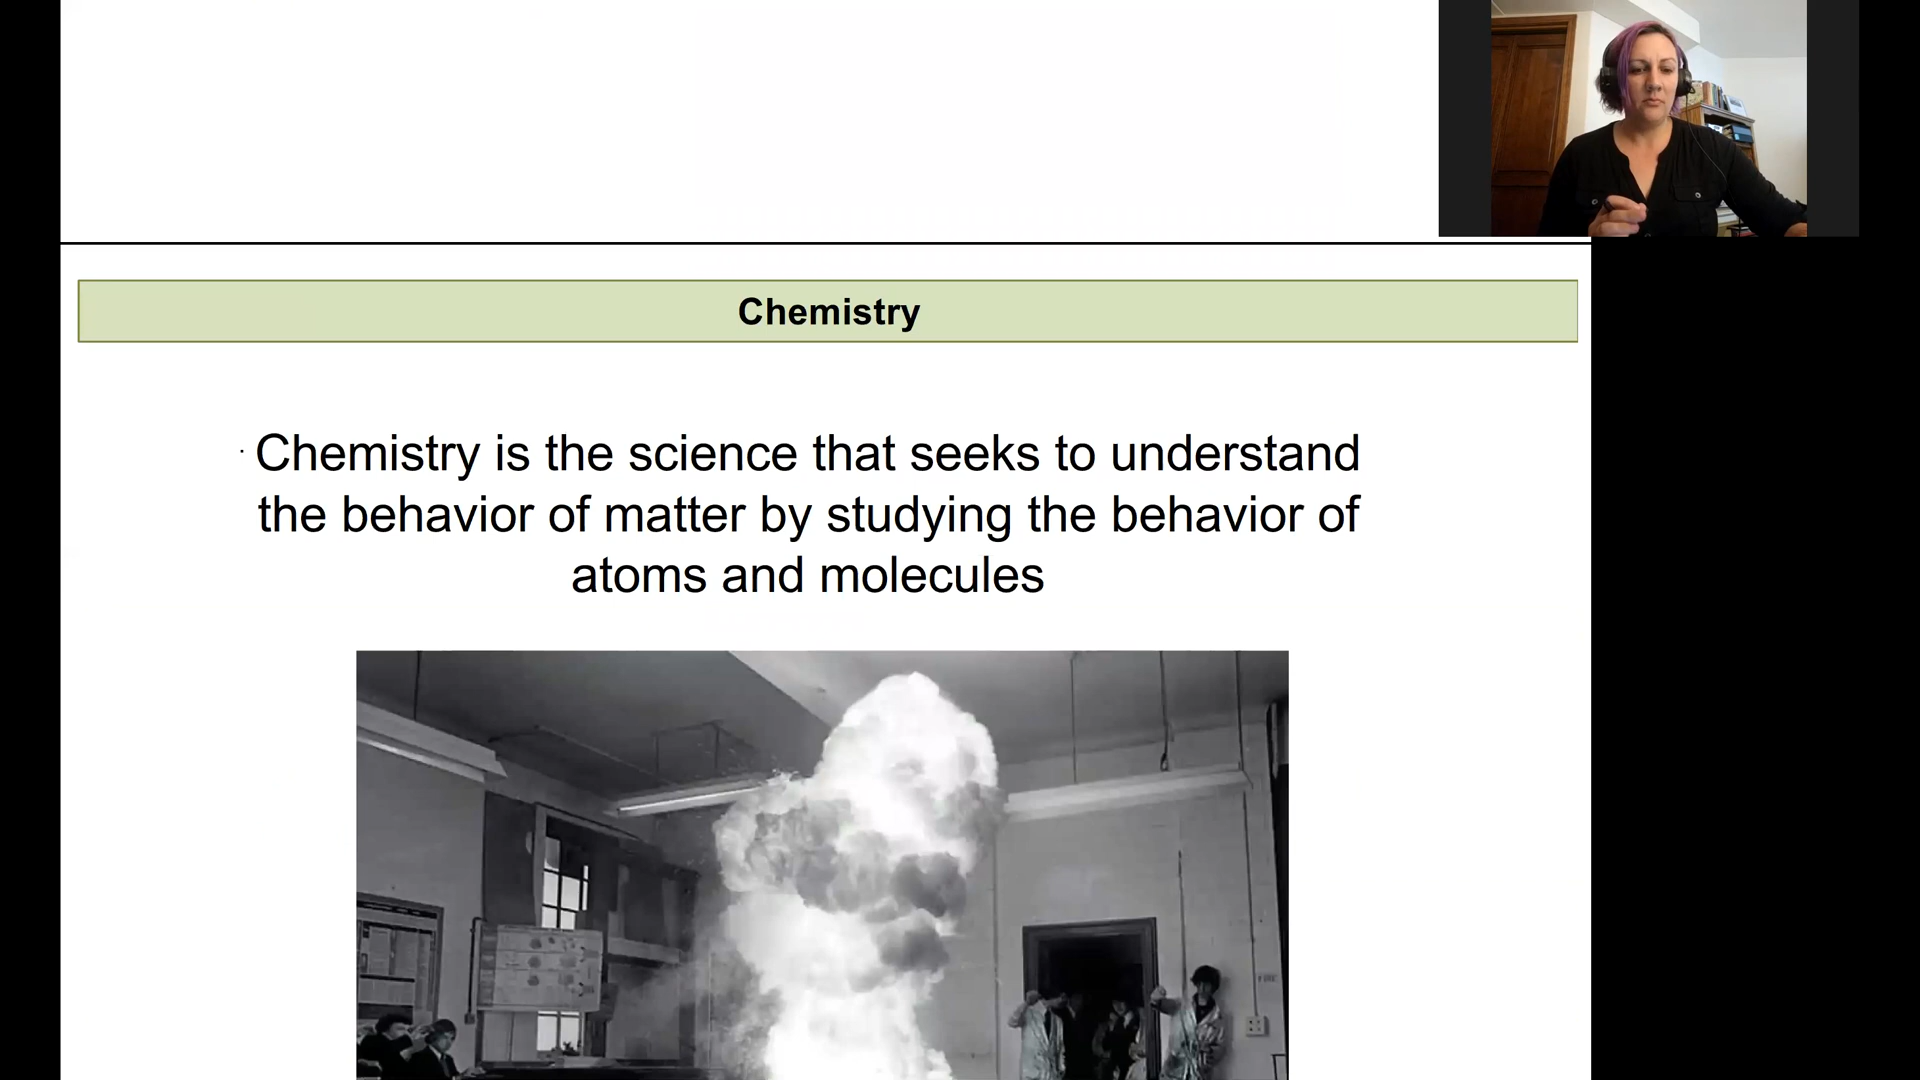 Chemistry
Chemistry is the science that seeks to understand
the behavior of matter by studying the behavior of
atoms and molecules